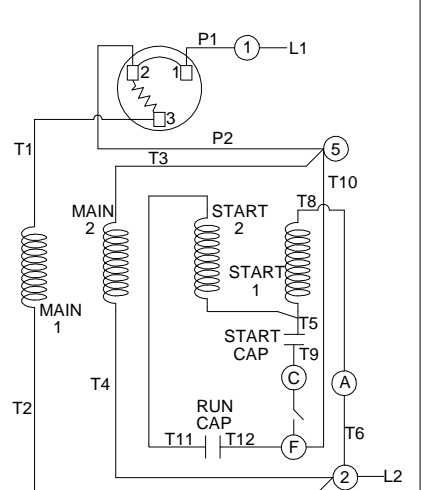 P1
1
L1
2
1
3
P2
5
T1
T3
T10
MAIN
2
START
2
T8
START
1
MAIN
1
T5
START
CAP
T9
C
A
T2
T4
RUN
CAP
T11
T12
F
T6
2
L2